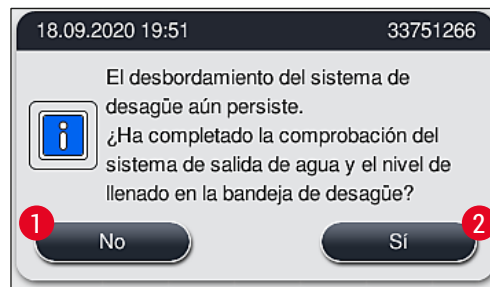 18.09.2020 19:51 33751266
El desbordamiento del sistema de
desagüe aún persiste.
¿Ha completado la comprobación del
sistema de salida de agua y el nivel de
llenado en la bandeja de desagüe?
1 No Sí 2